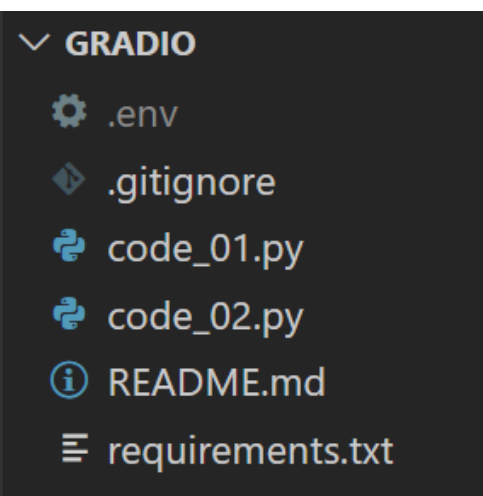 GRADIO
.env
.gitignore
code_01.py
code_02.py
README.md
requirements.txt